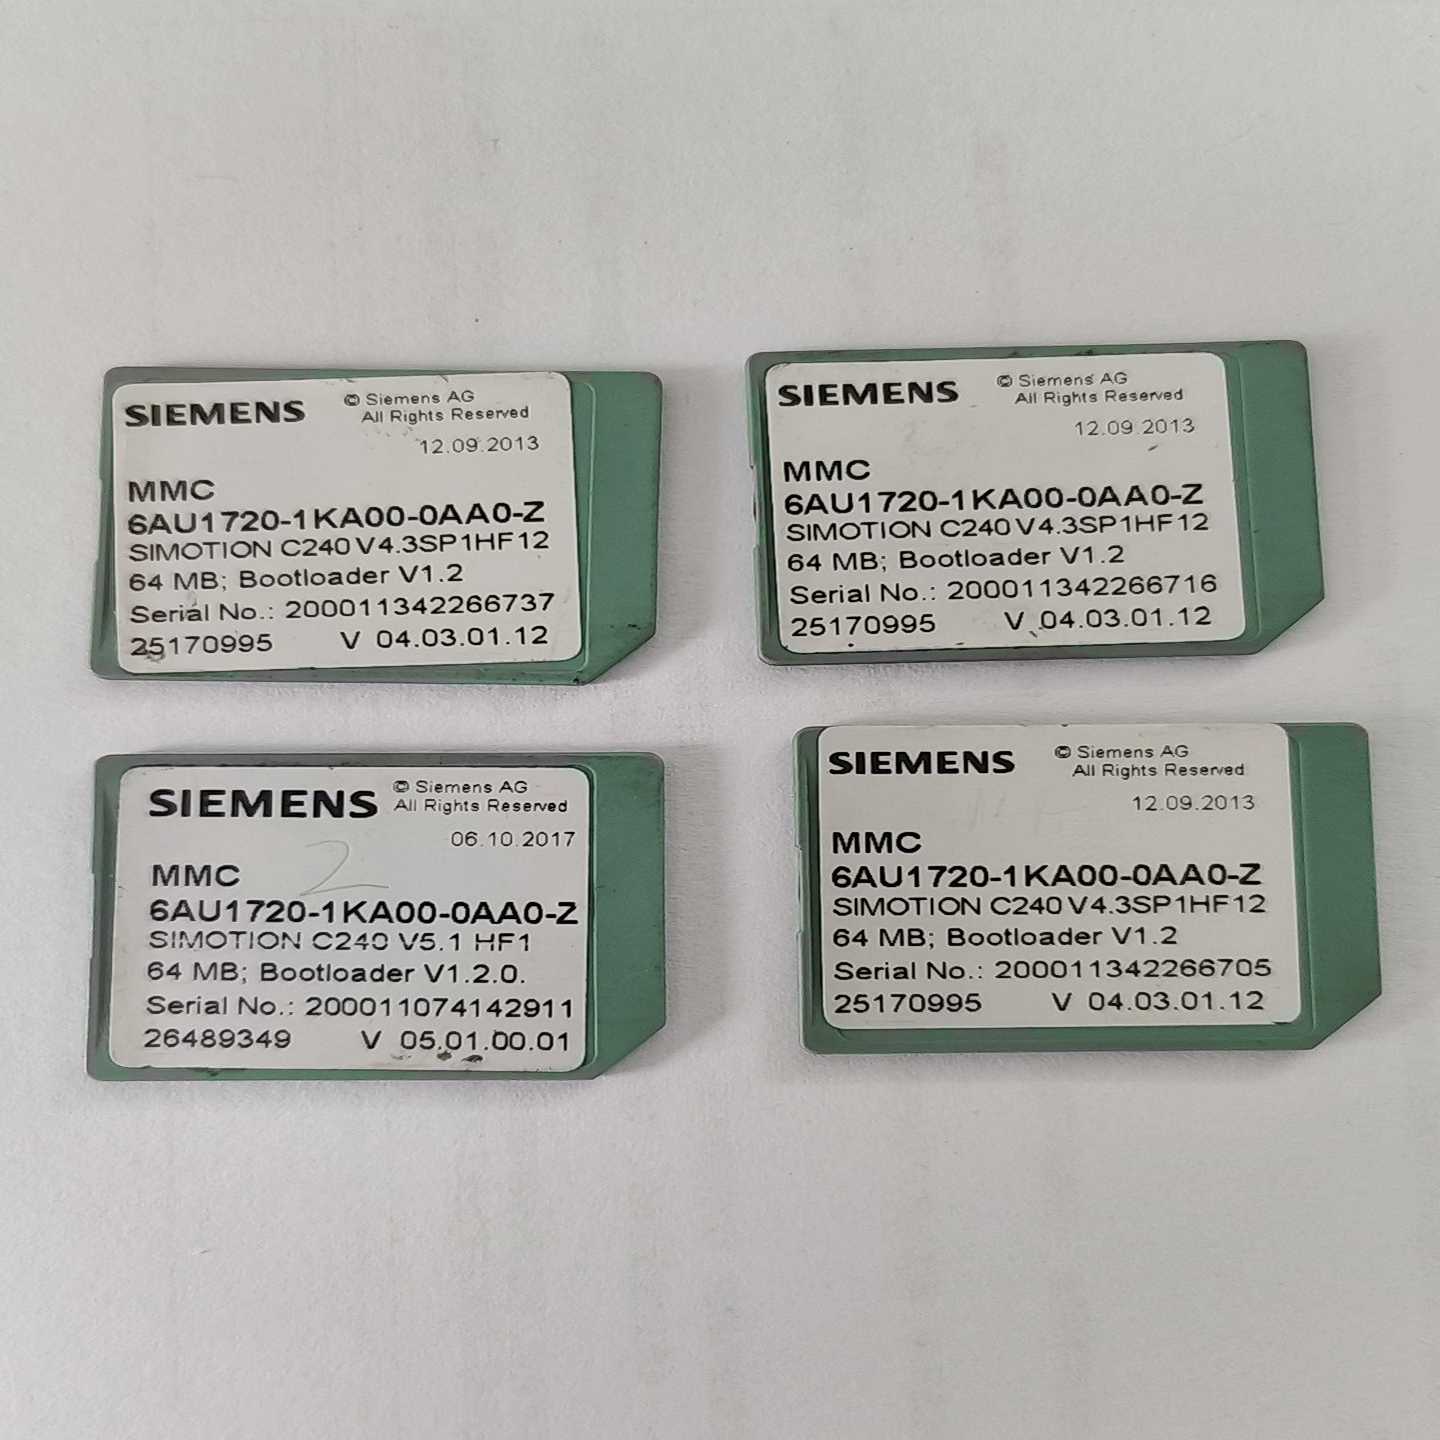 SIEMENS
© Siemens AG
All Rights Reserved
12.09.2013
MMC
6AU1720-1KA00-0AA0-Z
SIMOTION C240 V4.3SP1HF12
64 MB; Bootloader V1.2
Serial No.: 200011342266737
25170995 V 04.03.01.12
SIEMENS
© Siemens AG
All Rights Reserved
12.09.2013
MMC
6AU1720-1KA00-0AA0-Z
SIMOTION C240 V4.3SP1HF12
64 MB; Bootloader V1.2
Serial No.: 200011342266716
25170995 V 04.03.01.12
SIEMENS
© Siemens AG
All Rights Reserved
06.10.2017
2
MMC
6AU1720-1KA00-0AA0-Z
SIMOTION C240 V5.1 HF1
64 MB; Bootloader V1.2.0.
Serial No.: 200011074142911
26489349 V 05.01.00.01
SIEMENS
© Siemens AG
All Rights Reserved
12.09.2013
MMC
6AU1720-1KA00-0AA0-Z
SIMOTION C240 V4.3SP1HF12
64 MB; Bootloader V1.2
Serial No.: 200011342266705
25170995 V 04.03.01.12